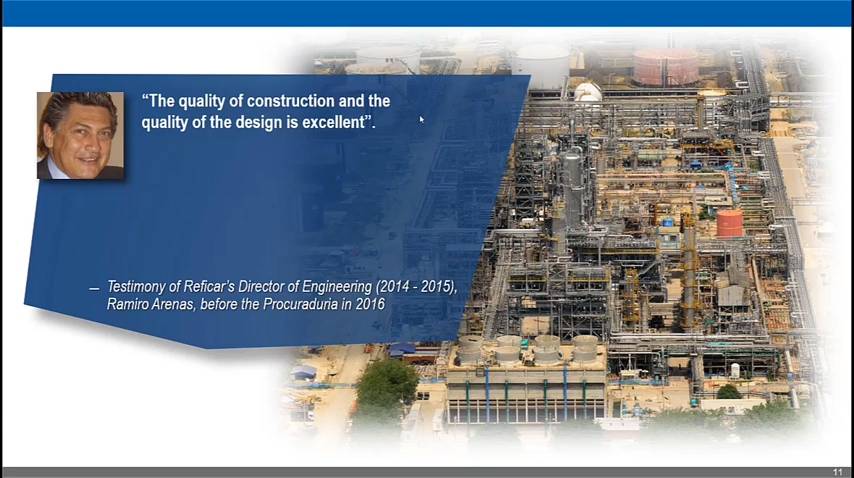 “The quality of construction and the
quality of the design is excellent”.
— Testimony of Reficar's Director of Engineering (2014 - 2015),
Ramiro Arenas, before the Procuraduria in 2016
11